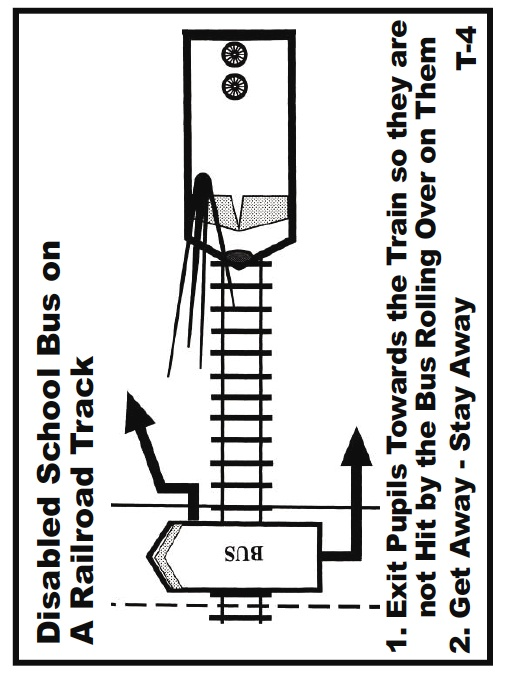 Disabled School Bus on
A Railroad Track
BUS
1. Exit Pupils Towards the Train so they are
not Hit by the Bus Rolling Over on Them
2. Get Away - Stay Away
T-4